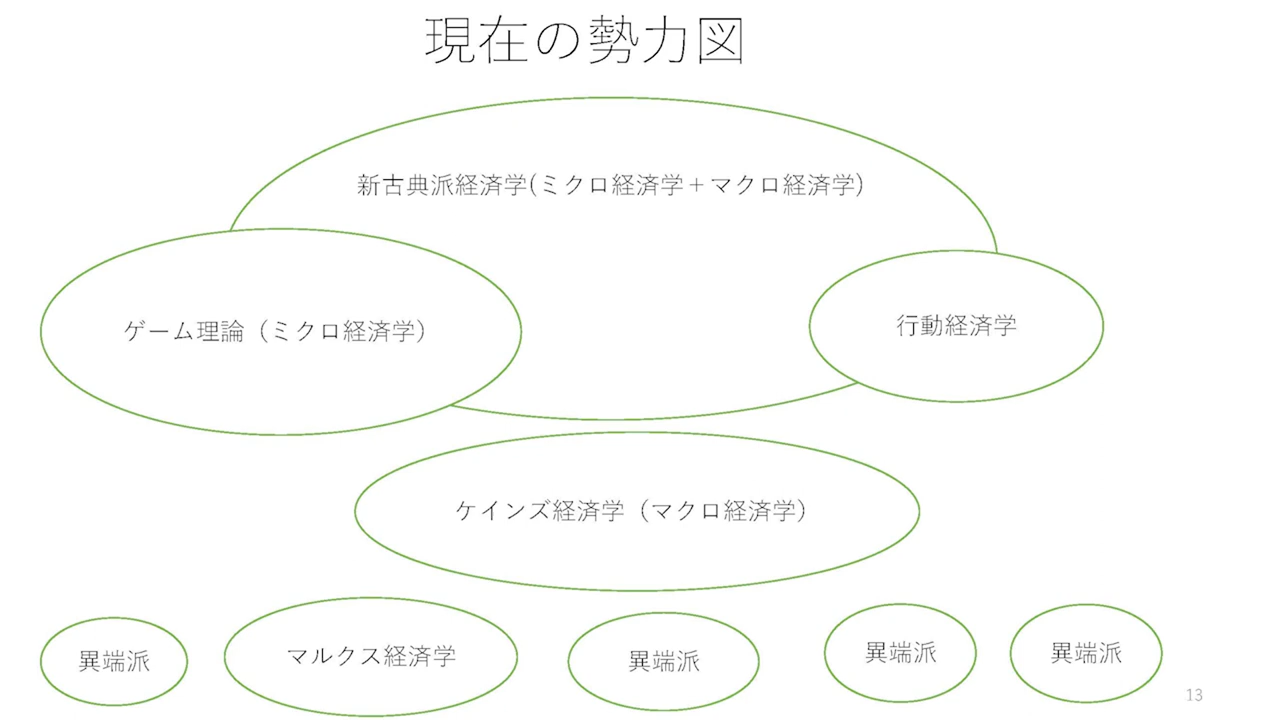 現在の勢力図
新古典派経済学(ミクロ経済学＋マクロ経済学)
ゲーム理論（ミクロ経済学）
行動経済学
ケインズ経済学（マクロ経済学）
異端派
マルクス経済学
異端派
異端派
異端派
13